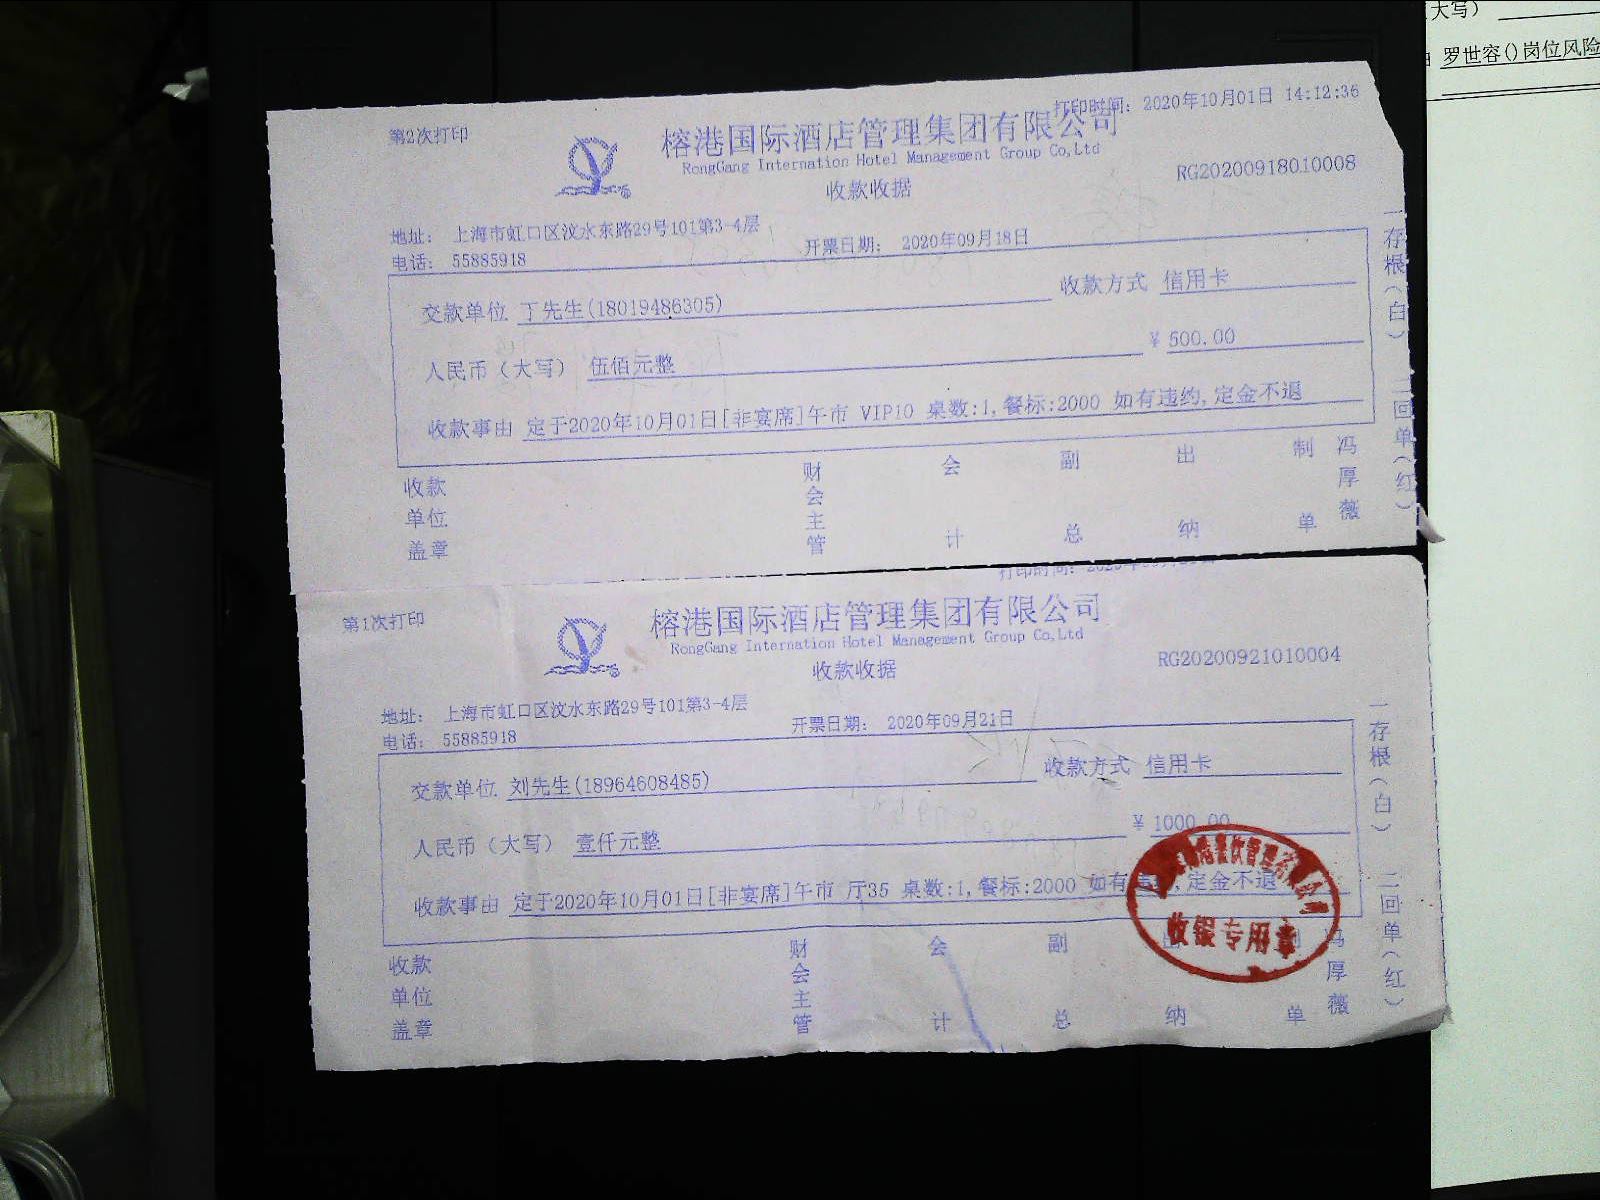 大写）
罗世容()岗位风险
打印时间: 2020年10月01日 14:12:36
第2次打印
榕港国际酒店管理集团有限公司
RongGang Internation Hotel Management Group Co,Ltd
收款收据
RG20200918010008
地址: 上海市虹口区汶水东路29号101第3-4层
电话: 55885918
开票日期: 2020年09月18日
交款单位 丁先生(18019486305)
收款方式 信用卡
人民币（大写） 伍佰元整
¥ 500.00
收款事由 定于2020年10月01日[非宴席]午市 VIP10 桌数:1,餐标:2000 如有违约,定金不退
收款单位盖章
财会主管
会计
副总
出纳
制单
冯厚薇
一存根（白）
二回单（红）
打印时间:
第1次打印
榕港国际酒店管理集团有限公司
RongGang Internation Hotel Management Group Co,Ltd
收款收据
RG20200921010004
地址: 上海市虹口区汶水东路29号101第3-4层
电话: 55885918
开票日期: 2020年09月21日
交款单位 刘先生(18964608485)
收款方式 信用卡
人民币（大写） 壹仟元整
¥ 1000.00
收款事由 定于2020年10月01日[非宴席]午市 厅35 桌数:1,餐标:2000 如有 ,定金不退
收银专用章
收款单位盖章
财会主管
会计
副总
出纳
制单
冯厚薇
一存根（白）
二回单（红）